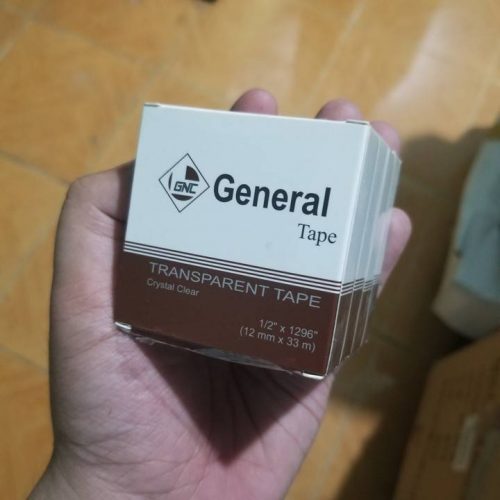 GNC
General
Tape
TRANSPARENT TAPE
Crystal Clear
1/2" x 1296"
(12 mm x 33 m)